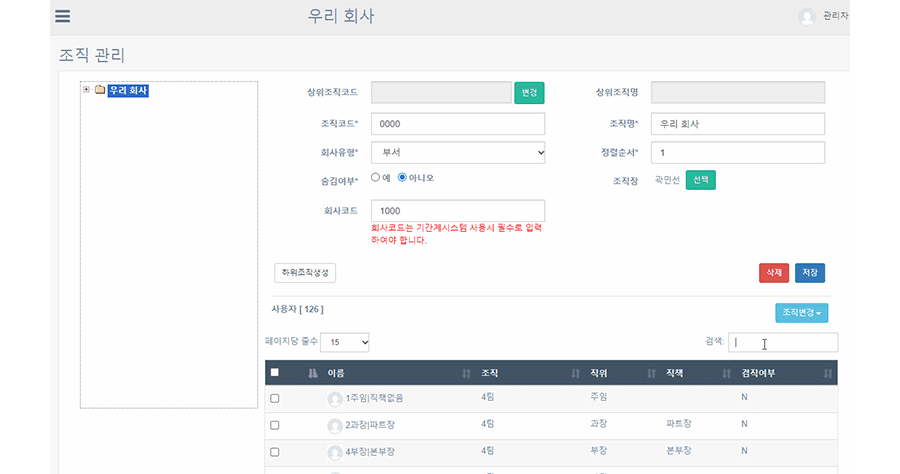 우리 회사
관리자
조직 관리
우리 회사
상위조직코드 변경 상위조직명
조직코드* 0000 조직명* 우리 회사
회사유형* 부서 정렬순서* 1
숨김여부* 예 아니오 조직장 곽민선 선택
회사코드 1000
회사코드는 기간계시스템 사용시 필수로 입력
하여야 합니다.
하위조직생성 삭제 저장
사용자 [ 126 ] 조직변경
페이지당 줄수 15 검색:
이름 조직 직위 직책 겸직여부
1주임|직책없음 4팀 주임 N
2과장|파트장 4팀 과장 파트장 N
4부장|본부장 4팀 부장 본부장 N